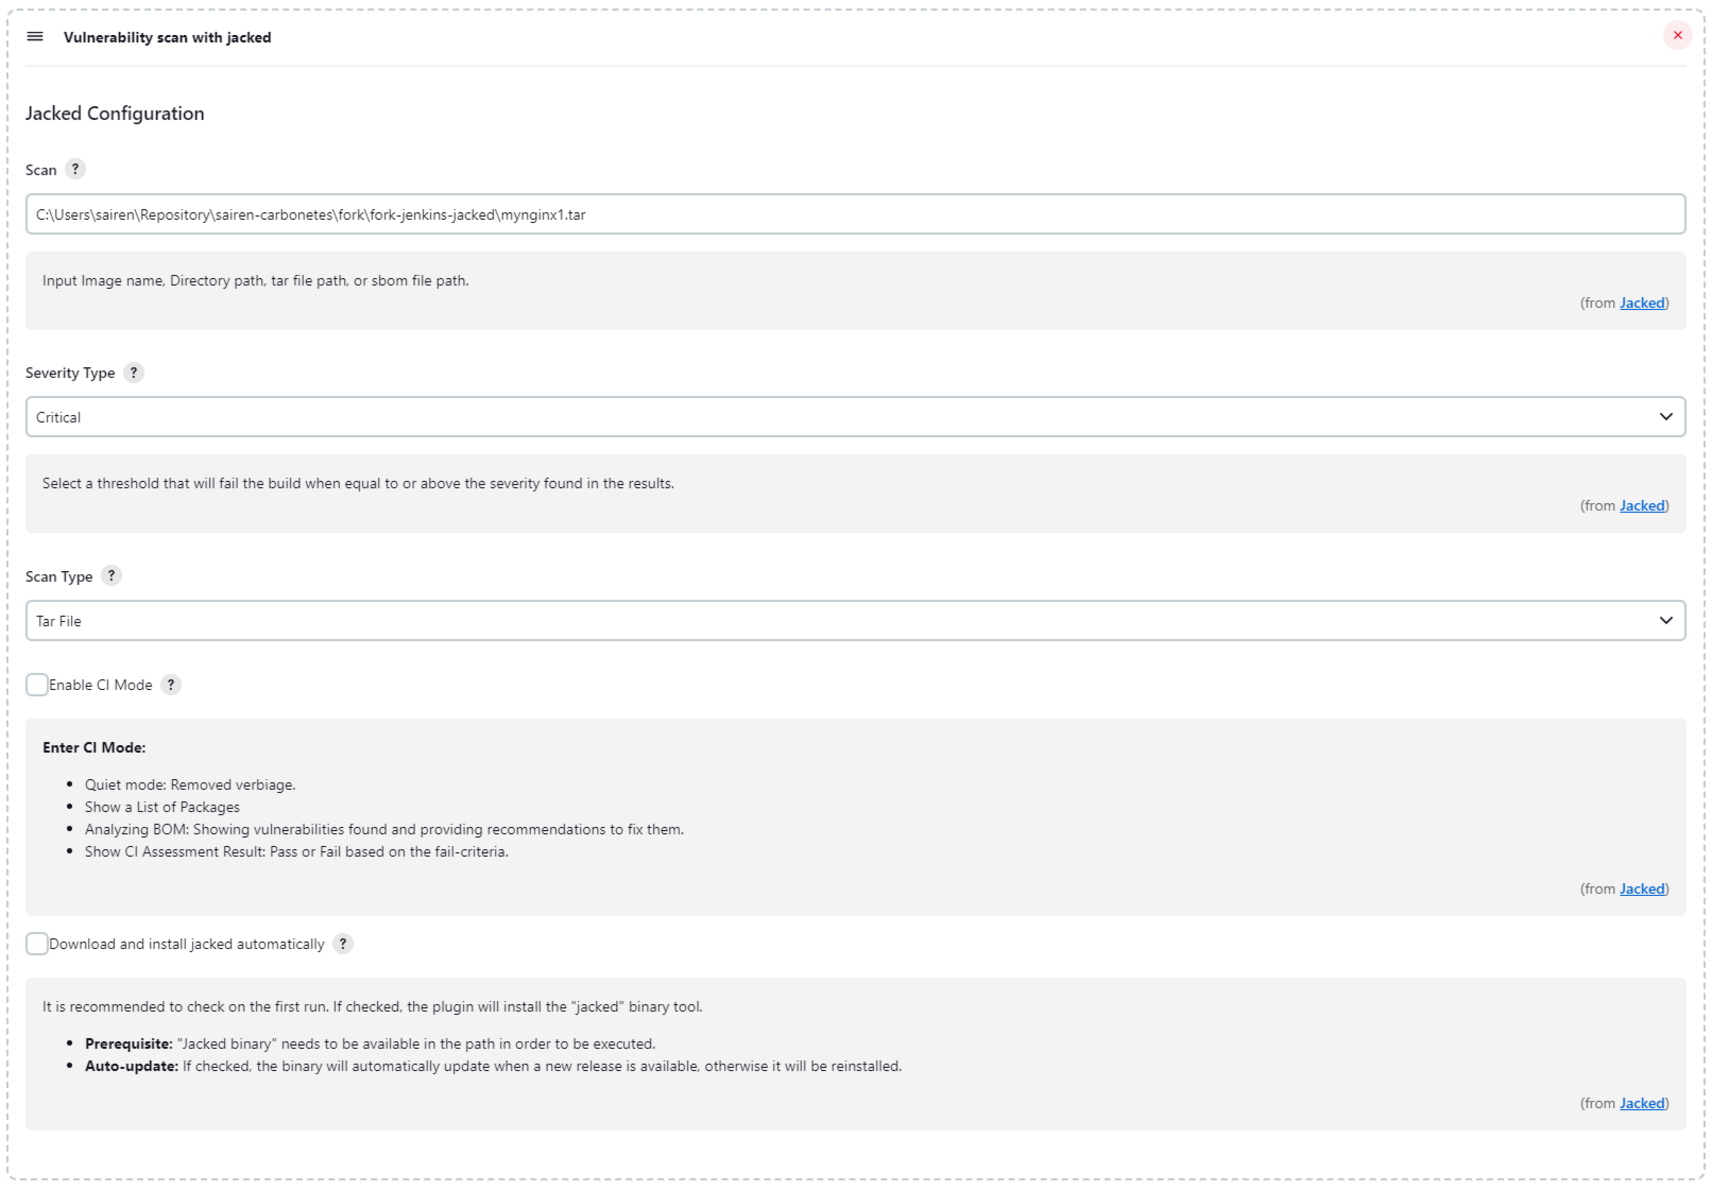 Vulnerability scan with jacked
Jacked Configuration
Scan ?
C:\Users\sairen\Repository\sairen-carbonetes\fork\fork-jenkins-jacked\mynginx1.tar
Input Image name, Directory path, tar file path, or sbom file path.
(from Jacked)
Severity Type ?
Critical
Select a threshold that will fail the build when equal to or above the severity found in the results.
(from Jacked)
Scan Type ?
Tar File
Enable CI Mode ?
Enter CI Mode:
• Quiet mode: Removed verbiage.
• Show a List of Packages
• Analyzing BOM: Showing vulnerabilities found and providing recommendations to fix them.
• Show CI Assessment Result: Pass or Fail based on the fail-criteria.
(from Jacked)
Download and install jacked automatically ?
It is recommended to check on the first run. If checked, the plugin will install the "jacked" binary tool.
• Prerequisite: "Jacked binary" needs to be available in the path in order to be executed.
• Auto-update: If checked, the binary will automatically update when a new release is available, otherwise it will be reinstalled.
(from Jacked)